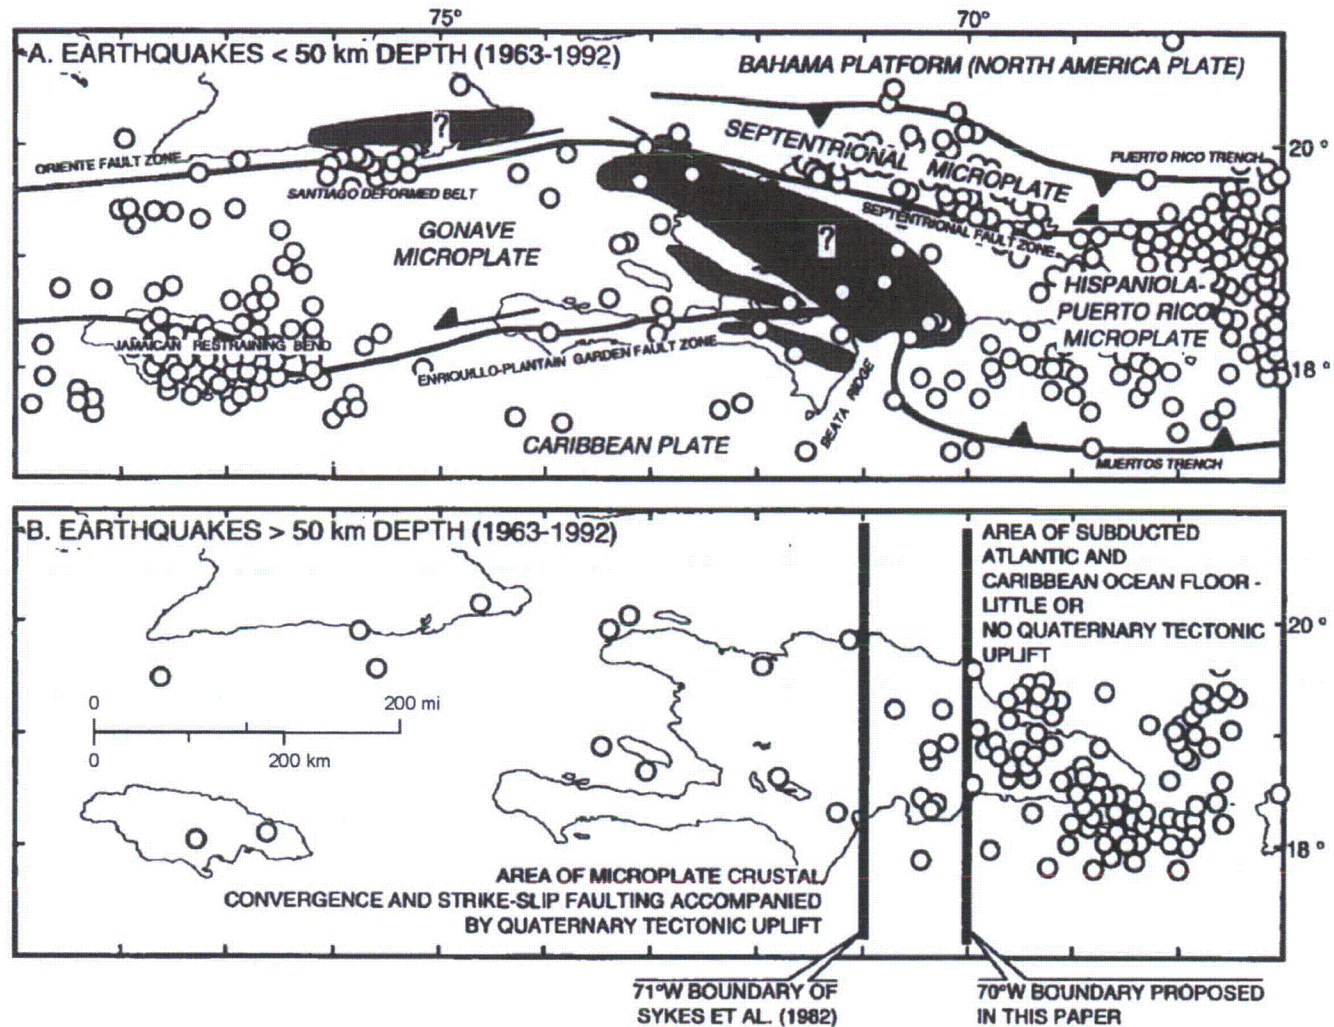 75°
70°
A. EARTHQUAKES < 50 km DEPTH (1963-1992)
BAHAMA PLATFORM (NORTH AMERICA PLATE)
?
SEPTENTRIONAL MICROPLATE
20°
ORIENTE FAULT ZONE
PUERTO RICO TRENCH
SANTIAGO DEFORMED BELT
SEPTENTRIONAL FAULT ZONE
GONAVE
MICROPLATE
?
HISPANIOLA-
PUERTO RICO
MICROPLATE
JAMAICAN RESTRAINING BEND
ENRIQUILLO-PLANTAIN GARDEN FAULT ZONE
18°
BEATA RIDGE
CARIBBEAN PLATE
MUERTOS TRENCH
B. EARTHQUAKES > 50 km DEPTH (1963-1992)
AREA OF SUBDUCTED
ATLANTIC AND
CARIBBEAN OCEAN FLOOR -
LITTLE OR
NO QUATERNARY TECTONIC
UPLIFT
20°
0 200 mi
0 200 km
18°
AREA OF MICROPLATE CRUSTAL
CONVERGENCE AND STRIKE-SLIP FAULTING ACCOMPANIED
BY QUATERNARY TECTONIC UPLIFT
71°W BOUNDARY OF
SYKES ET AL. (1982)
70°W BOUNDARY PROPOSED
IN THIS PAPER